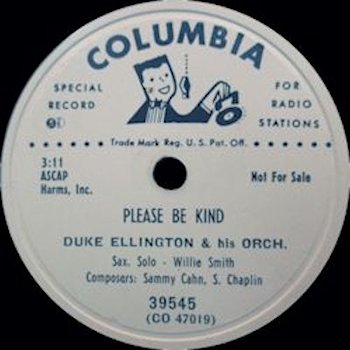 COLUMBIA
SPECIAL RECORD
FOR RADIO STATIONS
Trade Mark Reg. U.S. Pat. Off.
3:11
ASCAP
Harms, Inc.
Not For Sale
PLEASE BE KIND
DUKE ELLINGTON & his ORCH.
Sax. Solo - Willie Smith
Composers: Sammy Cahn, S. Chaplin
39545
(CO 47019)